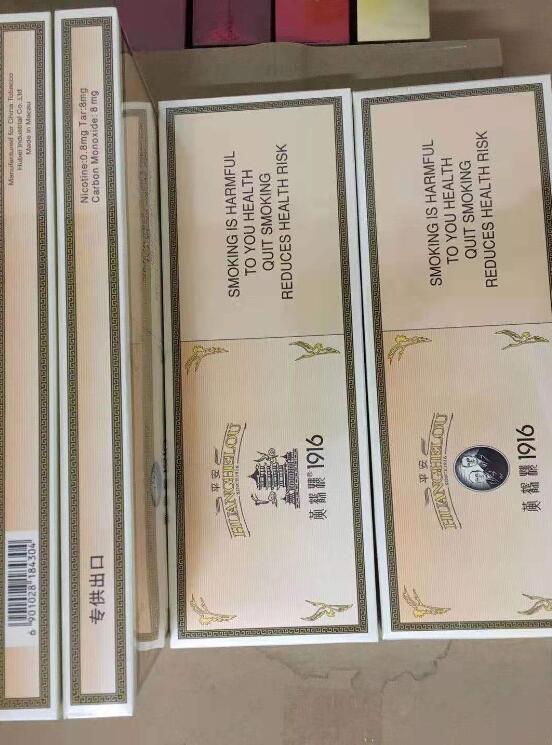 Manufactured for China Tobacco
Hubei Industrial Co.,Ltd
Made in Macau
6 901028 184304
Nicotine:0.8mg Tar:8mg
Carbon Monoxide: 8 mg
专供出口
SMOKING IS HARMFUL
TO YOU HEALTH
QUIT SMOKING
REDUCES HEALTH RISK
平安
HUANGHELOU
黄鹤楼 1916
SMOKING IS HARMFUL
TO YOU HEALTH
QUIT SMOKING
REDUCES HEALTH RISK
平安
HUANGHELOU
黄鹤楼 1916